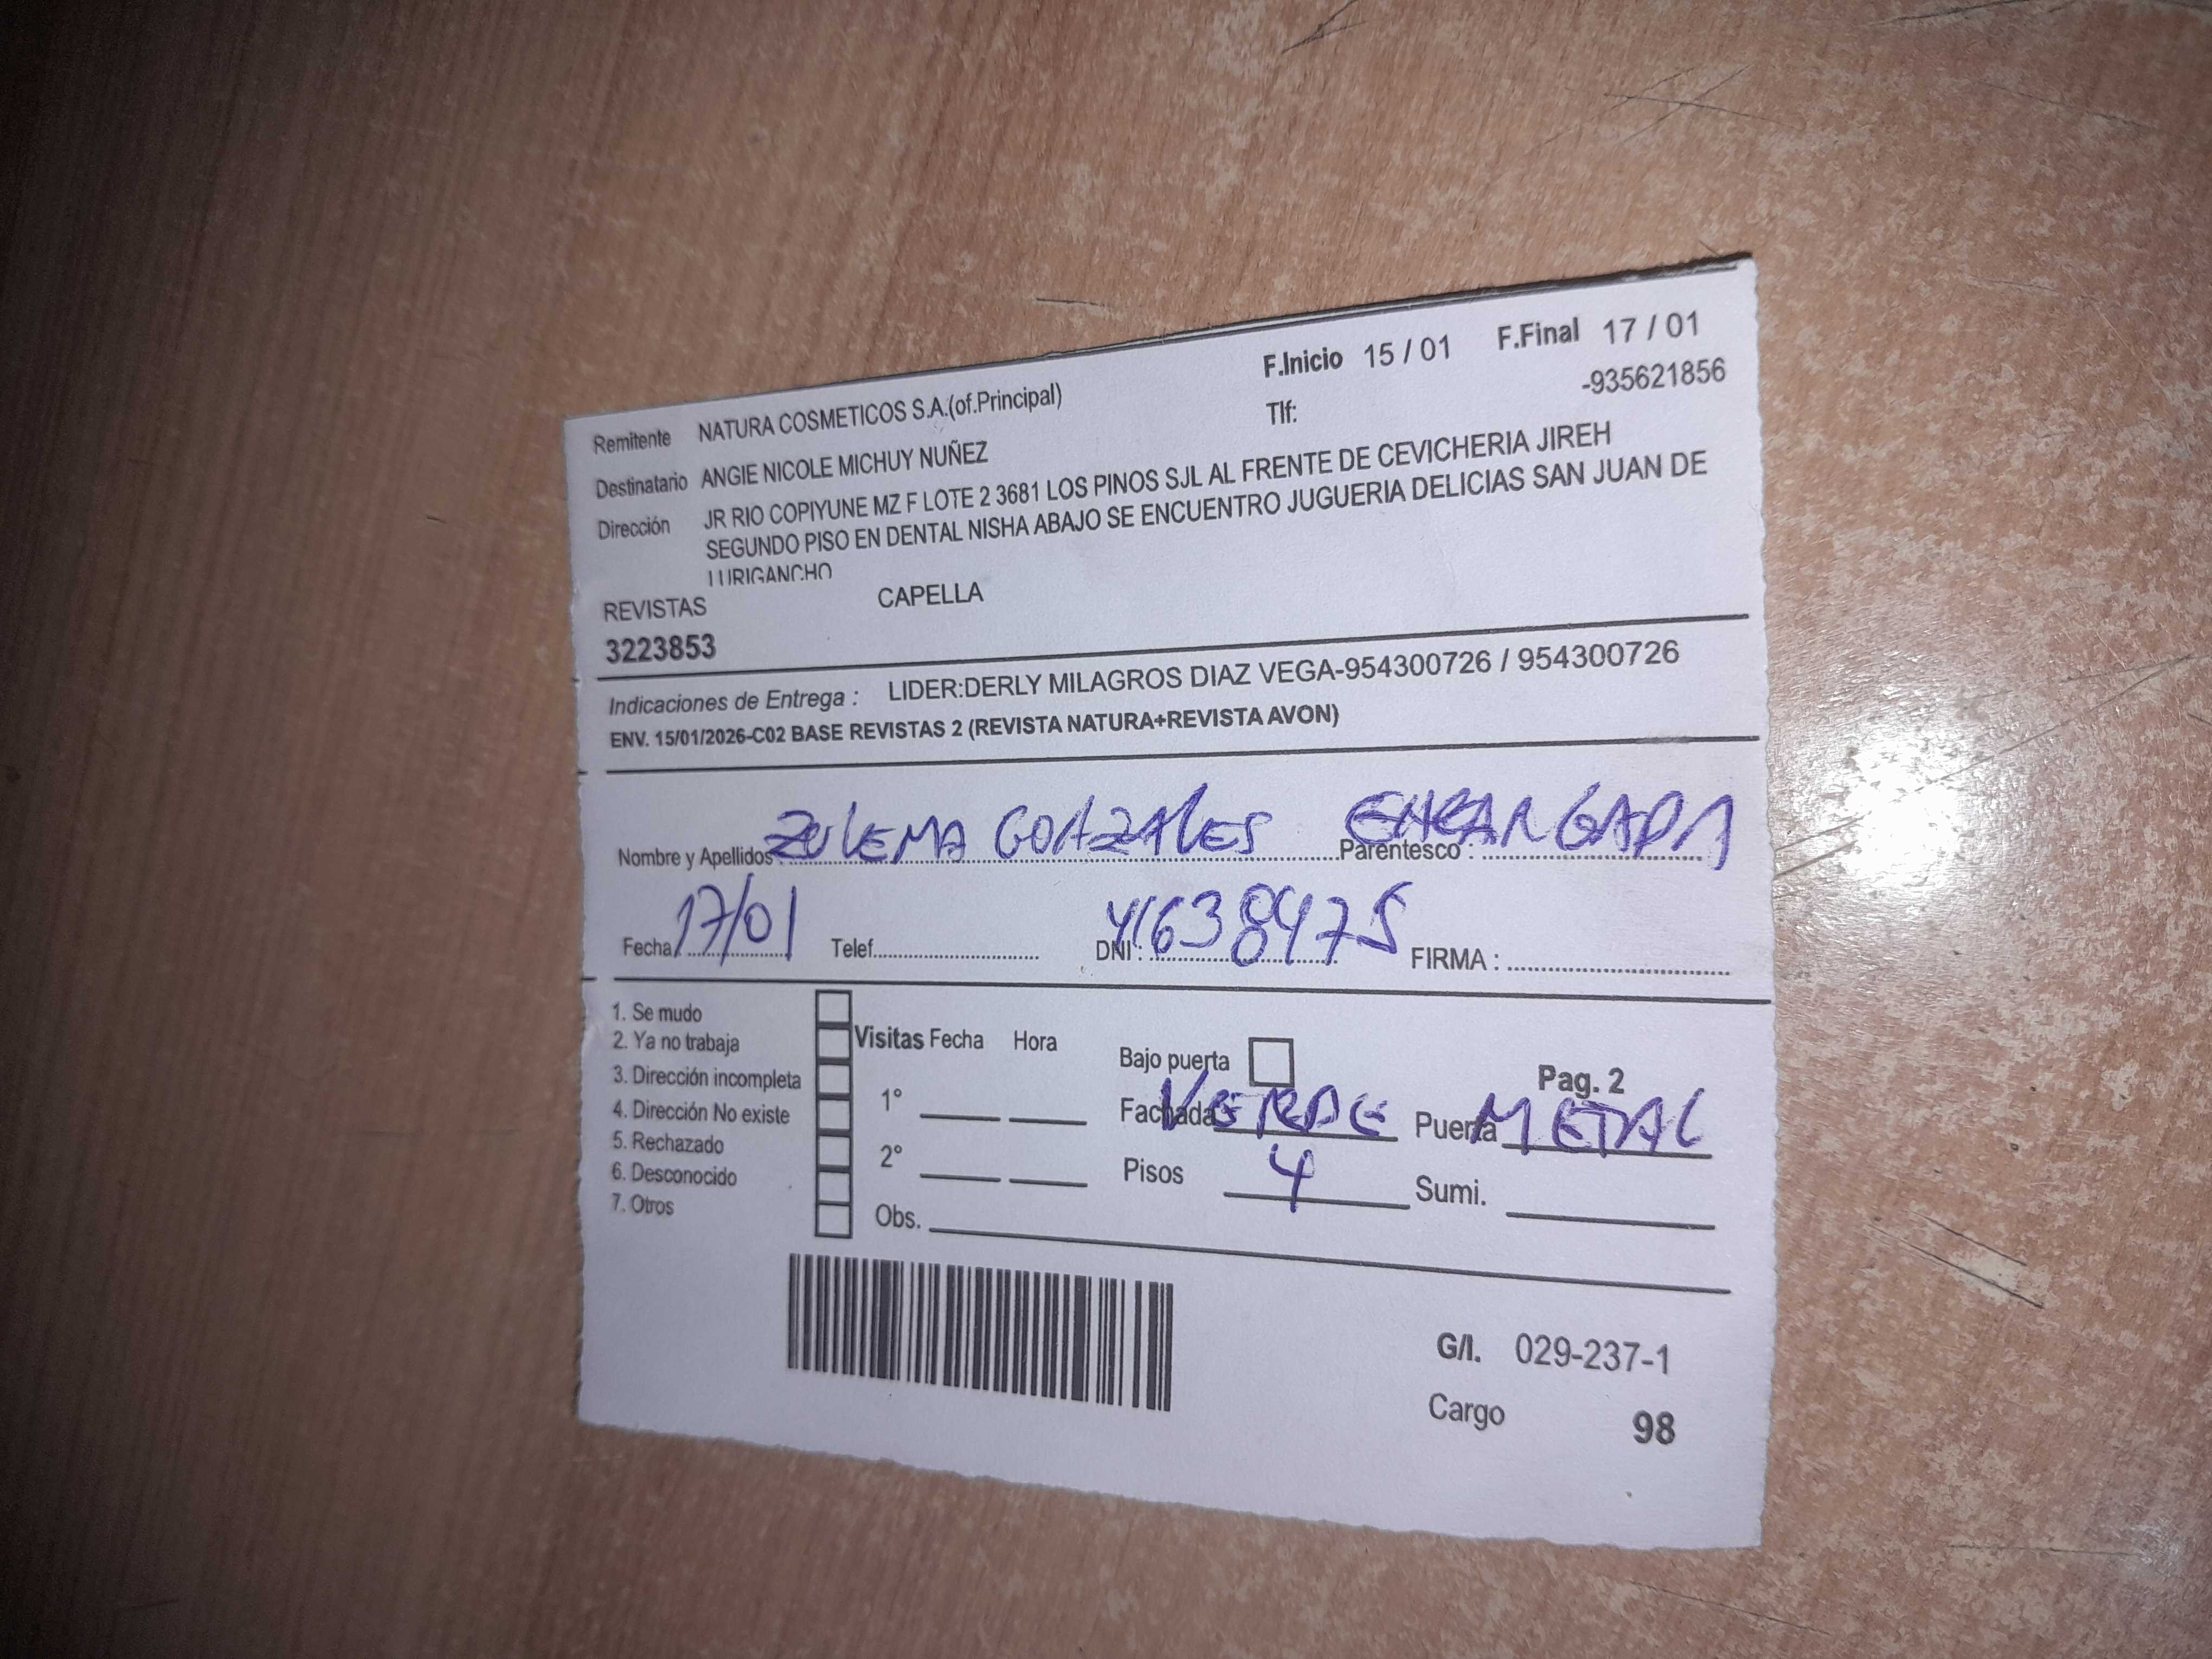 F.Inicio 15 / 01 F.Final 17 / 01
Remitente NATURA COSMETICOS S.A.(of.Principal) Tlf: -935621856
Destinatario ANGIE NICOLE MICHUY NUÑEZ
Dirección JR RIO COPIYUNE MZ F LOTE 2 3681 LOS PINOS SJL AL FRENTE DE CEVICHERIA JIREH
SEGUNDO PISO EN DENTAL NISHA ABAJO SE ENCUENTRO JUGUERIA DELICIAS SAN JUAN DE
LURIGANCHO
REVISTAS CAPELLA
3223853
Indicaciones de Entrega : LIDER:DERLY MILAGROS DIAZ VEGA-954300726 / 954300726
ENV. 15/01/2026-C02 BASE REVISTAS 2 (REVISTA NATURA+REVISTA AVON)
Nombre y Apellidos ZULEMA GONZALES Parentesco : ENCARGADA
Fecha 17/01 Telef. DNI : 41638475 FIRMA :
1. Se mudo
2. Ya no trabaja
3. Dirección incompleta
4. Dirección No existe
5. Rechazado
6. Desconocido
7. Otros
Visitas Fecha Hora
1°
2°
Obs.
Bajo puerta Pag. 2
Fachada VERDE Puerta METAL
Pisos 4 Sumi.
G/I. 029-237-1
Cargo 98